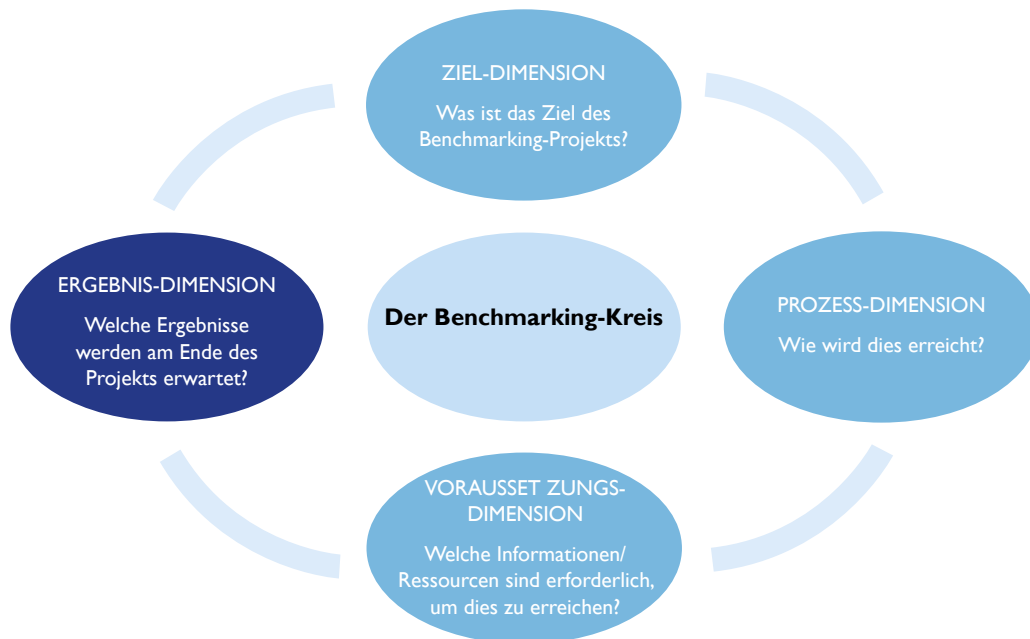 ZIEL-DIMENSION
Was ist das Ziel des
Benchmarking-Projekts?
ERGEBNIS-DIMENSION
Welche Ergebnisse
werden am Ende des
Projekts erwartet?
Der Benchmarking-Kreis
PROZESS-DIMENSION
Wie wird dies erreicht?
VORAUSSET ZUNGS-
DIMENSION
Welche Informationen/
Ressourcen sind erforderlich,
um dies zu erreichen?